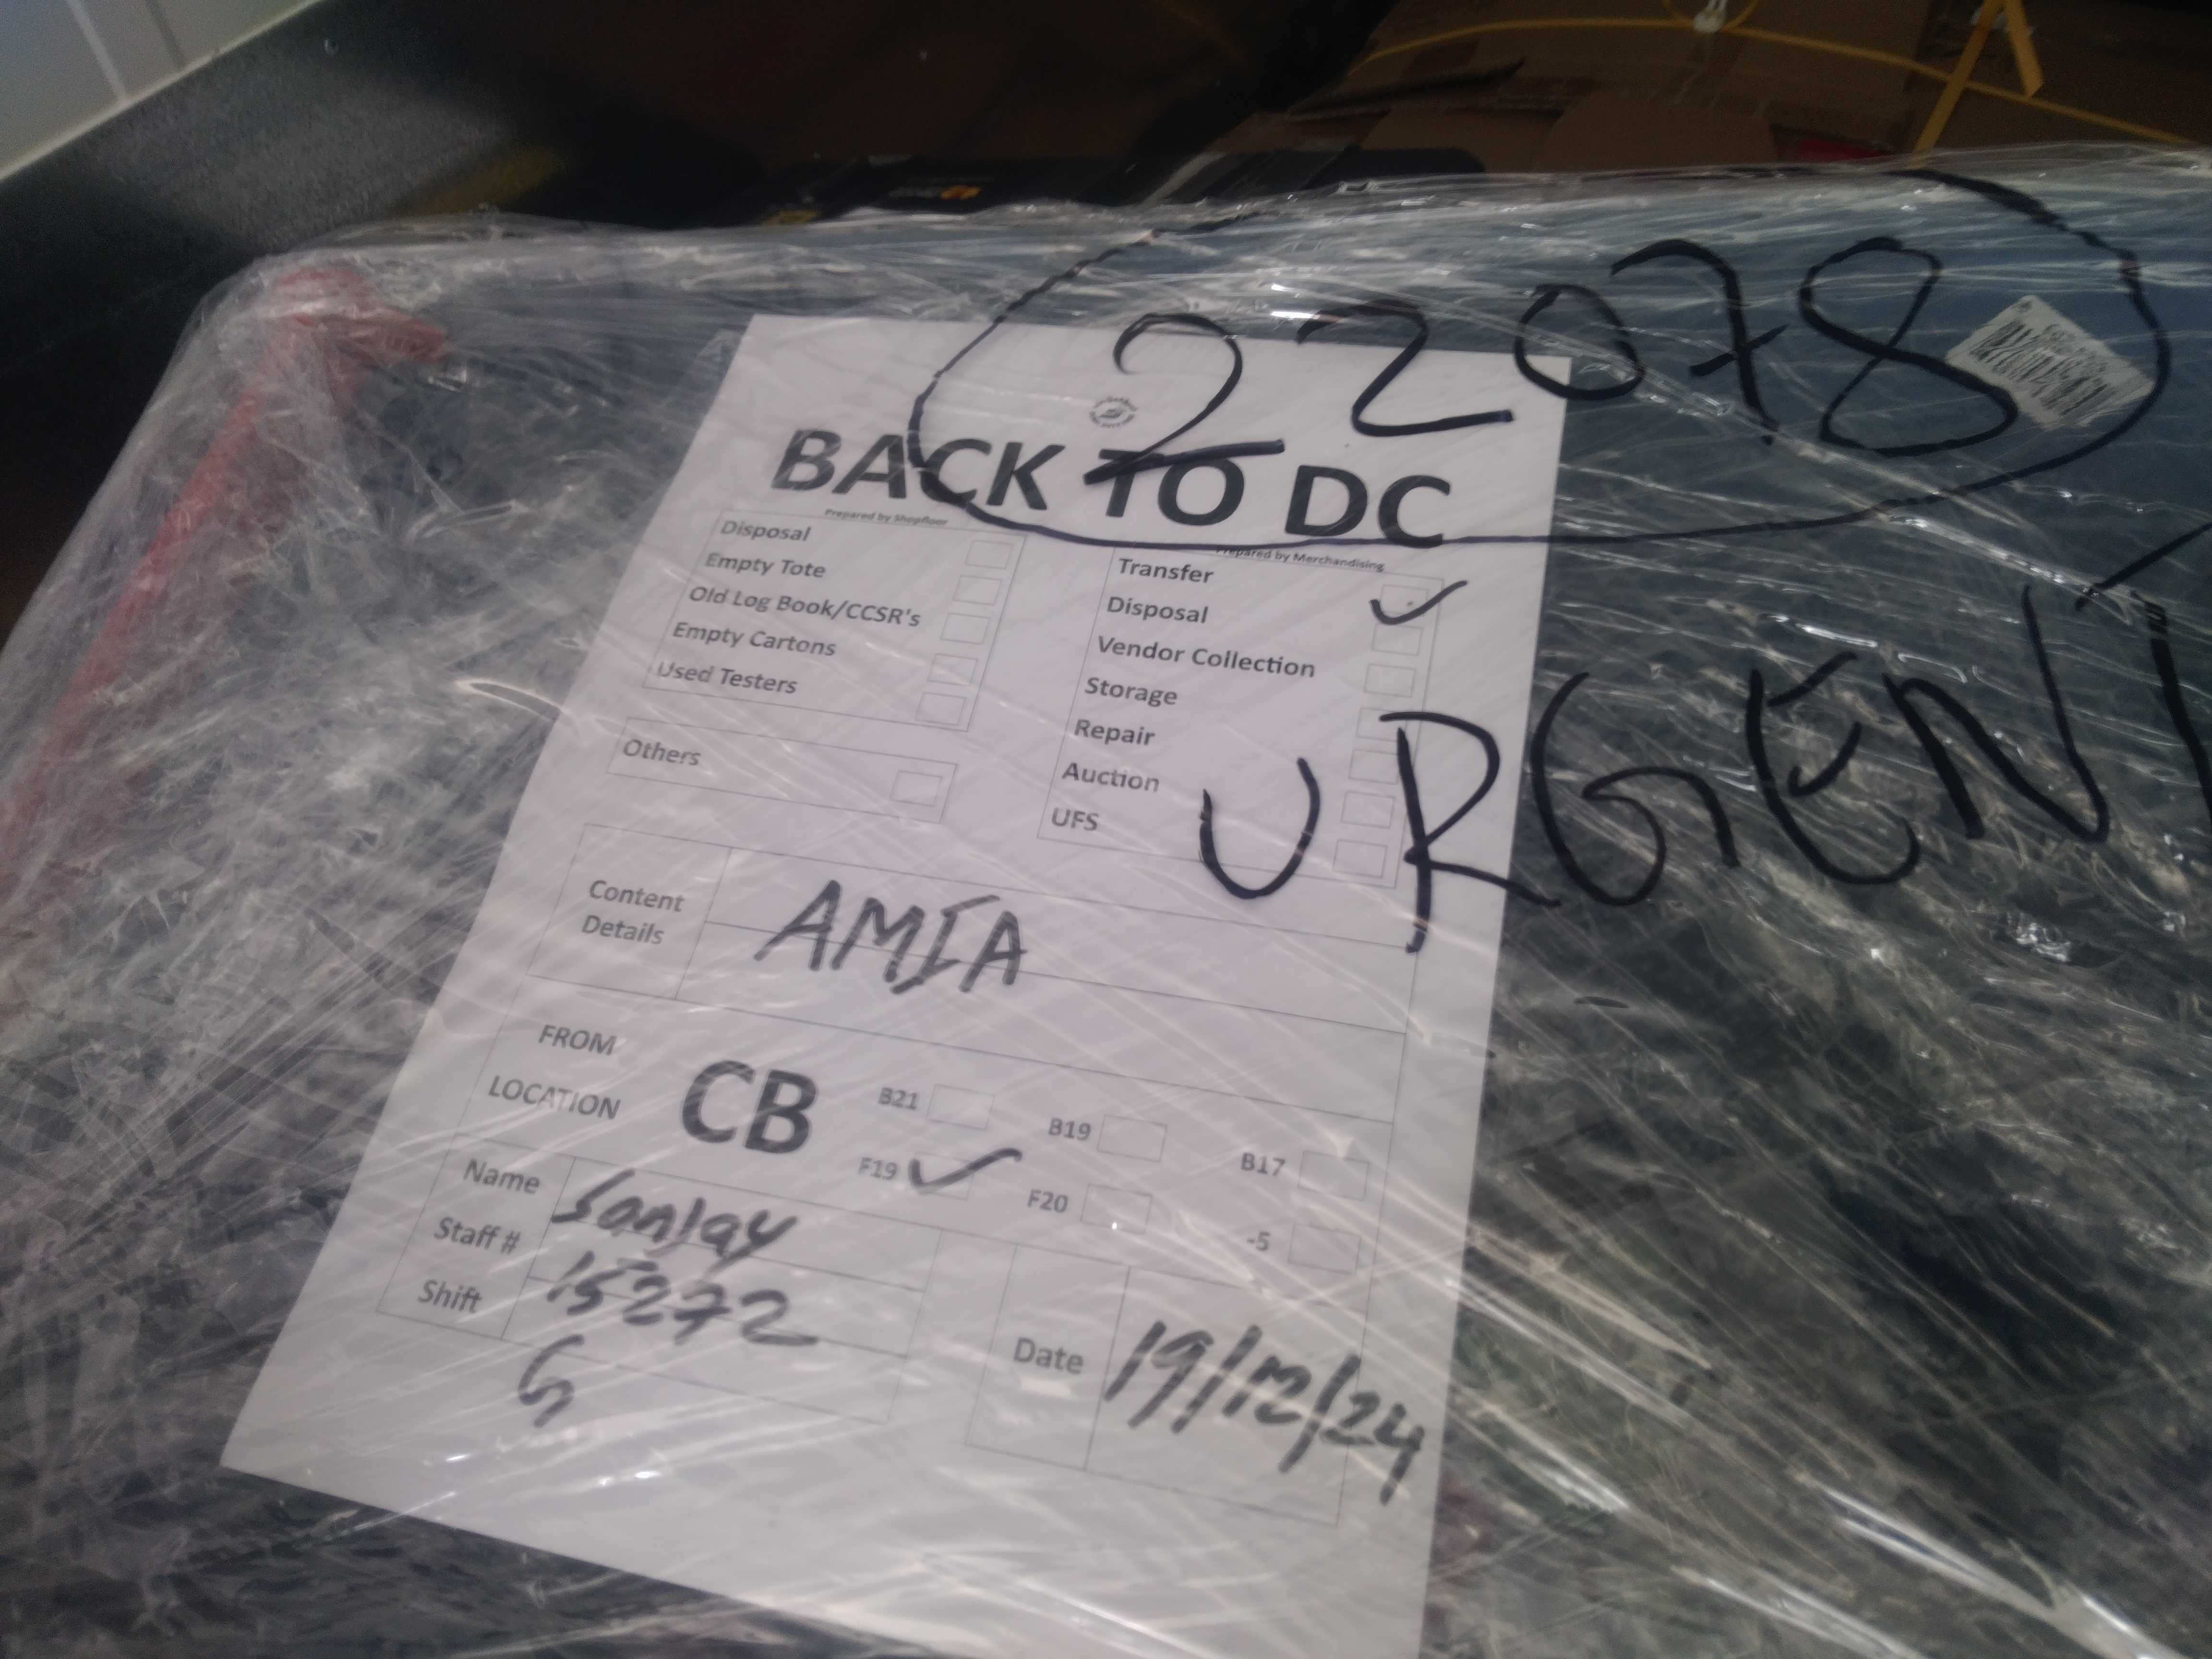 22078
BACK TO DC
Prepared by Shopfloor
Disposal
Empty Tote
Old Log Book/CCSR's
Empty Cartons
Used Testers
Others
Prepared by Merchandising
Transfer ✓
Disposal
Vendor Collection
Storage
Repair
Auction
UFS
URGENT
Content Details
AMIA
FROM LOCATION
CB
B21
B19
B17
F19 ✓
F20
-5
Name Sanjay
Staff # 15272
Shift G
Date 19/12/24